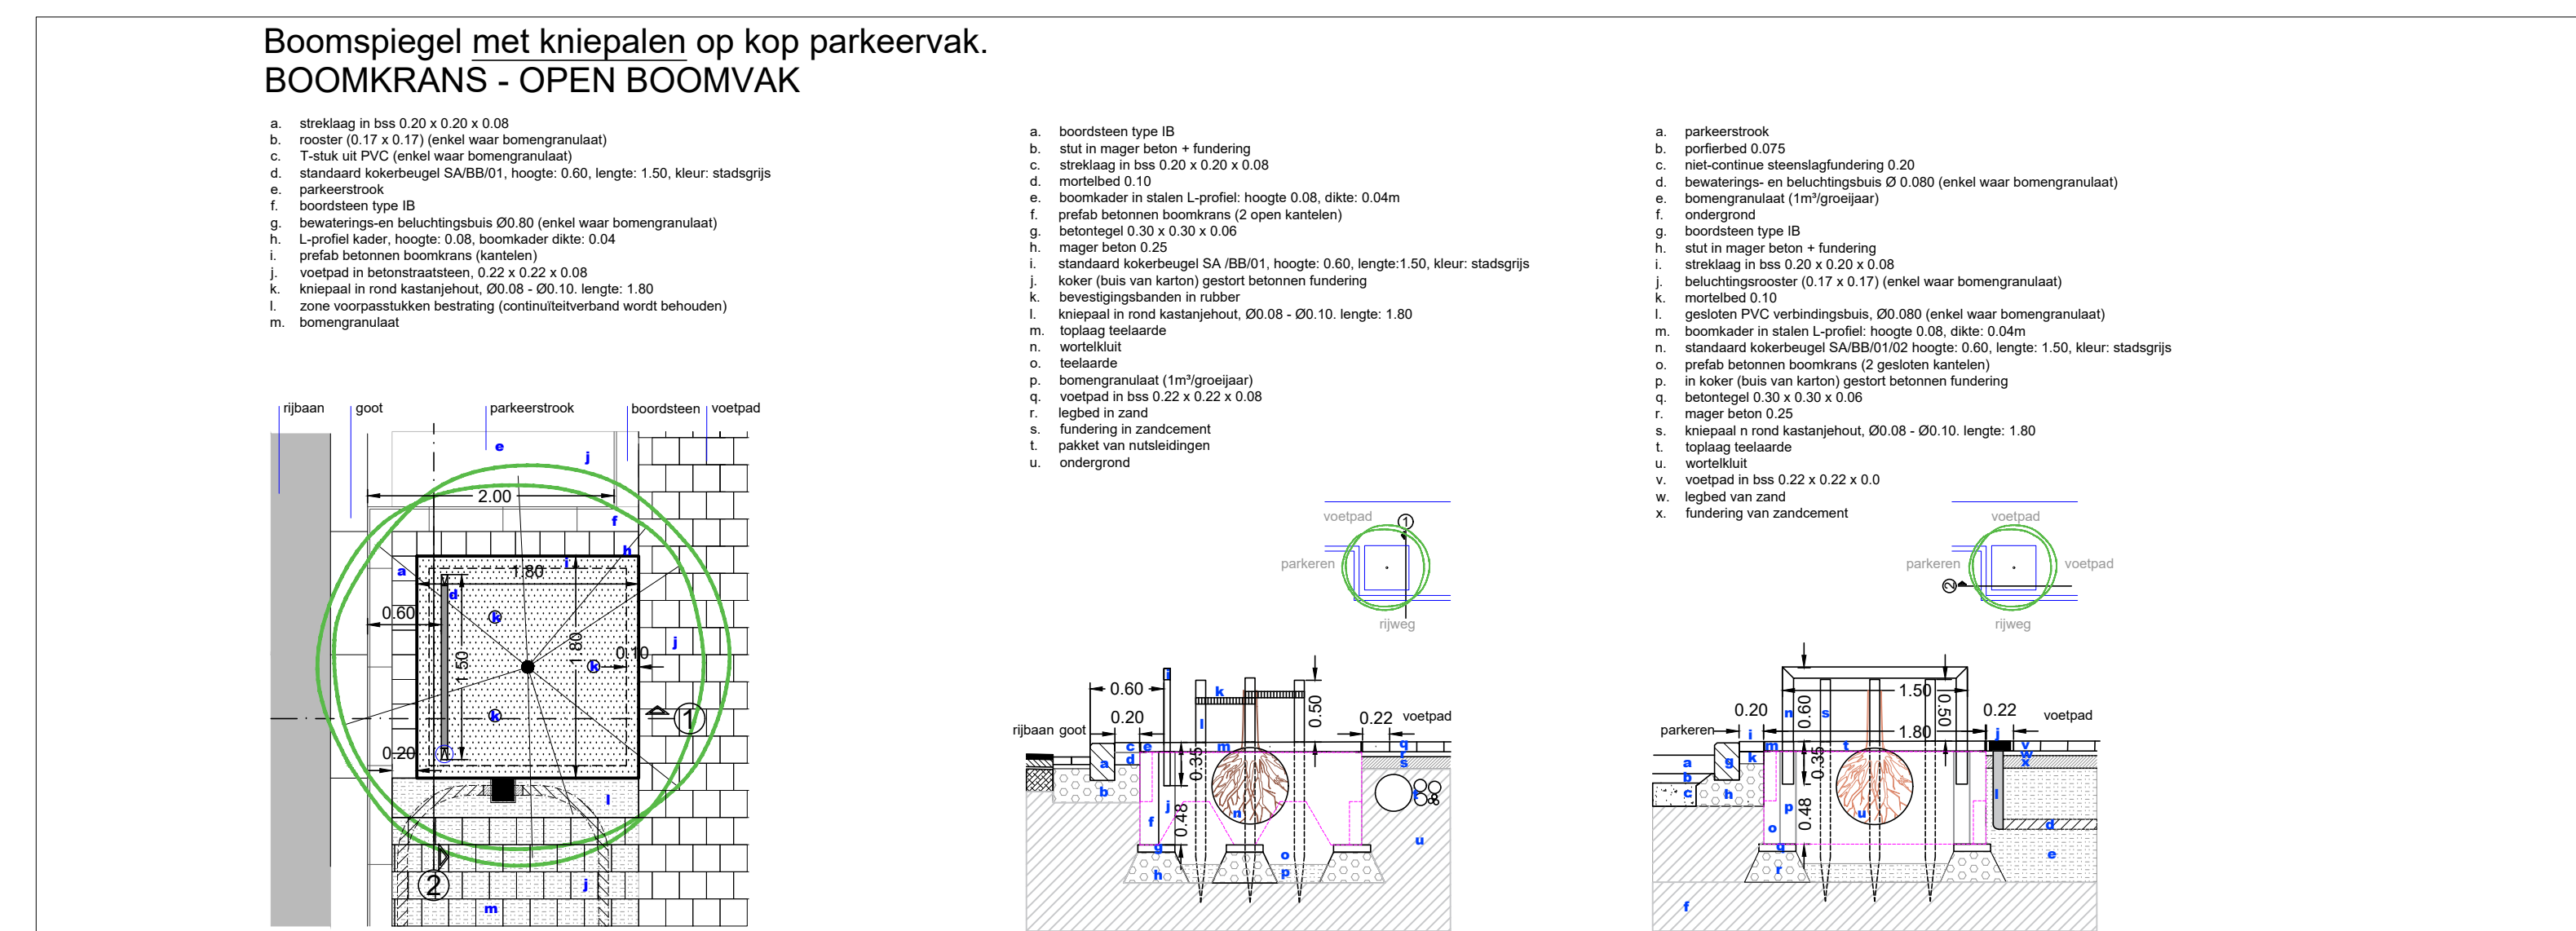 Boomspiegel met kniepalen op kop parkeervak.
BOOMKRANS - OPEN BOOMVAK
a. streklaag in bss 0.20 x 0.20 x 0.08
b. rooster (0.17 x 0.17) (enkel waar bomengranulaat)
c. T-stuk uit PVC (enkel waar bomengranulaat)
d. standaard kokerbeugel SA/BB/01, hoogte: 0.60, lengte: 1.50, kleur: stadsgrijs
e. parkeerstrook
f. boordsteen type IB
g. bewaterings-en beluchtingsbuis Ø0.80 (enkel waar bomengranulaat)
h. L-profiel kader, hoogte: 0.08, boomkader dikte: 0.04
i. prefab betonnen boomkrans (kantelen)
j. voetpad in betonstraatsteen, 0.22 x 0.22 x 0.08
k. kniepaal in rond kastanjehout, Ø0.08 - Ø0.10. lengte: 1.80
l. zone voorpasstukken bestrating (continuïteitverband wordt behouden)
m. bomengranulaat
rijbaan goot parkeerstrook boordsteen voetpad
e
j
2.00
f
h
i
a
1.80
d
0.60
k
1.80
j
1.50
0.10
k
k
1
0.20
l
2
j
m
a. boordsteen type IB
b. stut in mager beton + fundering
c. streklaag in bss 0.20 x 0.20 x 0.08
d. mortelbed 0.10
e. boomkader in stalen L-profiel: hoogte 0.08, dikte: 0.04m
f. prefab betonnen boomkrans (2 open kantelen)
g. betontegel 0.30 x 0.30 x 0.06
h. mager beton 0.25
i. standaard kokerbeugel SA /BB/01, hoogte: 0.60, lengte:1.50, kleur: stadsgrijs
j. koker (buis van karton) gestort betonnen fundering
k. bevestigingsbanden in rubber
l. kniepaal in rond kastanjehout, Ø0.08 - Ø0.10. lengte: 1.80
m. toplaag teelaarde
n. wortelkluit
o. teelaarde
p. bomengranulaat (1m³/groeijaar)
q. voetpad in bss 0.22 x 0.22 x 0.08
r. legbed in zand
s. fundering in zandcement
t. pakket van nutsleidingen
u. ondergrond
voetpad
1
parkeren
rijweg
i
0.60
k
0.50
0.20
l
0.22 voetpad
rijbaan goot
c e m q
r
a d 0.35 s
b
j
f 0.48 n
t
g
o
u
h p
a. parkeerstrook
b. porfierbed 0.075
c. niet-continue steenslagfundering 0.20
d. bewaterings- en beluchtingsbuis Ø 0.080 (enkel waar bomengranulaat)
e. bomengranulaat (1m³/groeijaar)
f. ondergrond
g. boordsteen type IB
h. stut in mager beton + fundering
i. streklaag in bss 0.20 x 0.20 x 0.08
j. beluchtingsrooster (0.17 x 0.17) (enkel waar bomengranulaat)
k. mortelbed 0.10
l. gesloten PVC verbindingsbuis, Ø0.080 (enkel waar bomengranulaat)
m. boomkader in stalen L-profiel: hoogte 0.08, dikte: 0.04m
n. standaard kokerbeugel SA/BB/01/02 hoogte: 0.60, lengte: 1.50, kleur: stadsgrijs
o. prefab betonnen boomkrans (2 gesloten kantelen)
p. in koker (buis van karton) gestort betonnen fundering
q. betontegel 0.30 x 0.30 x 0.06
r. mager beton 0.25
s. kniepaal n rond kastanjehout, Ø0.08 - Ø0.10. lengte: 1.80
t. toplaag teelaarde
u. wortelkluit
v. voetpad in bss 0.22 x 0.22 x 0.0
w. legbed van zand
x. fundering van zandcement
voetpad
parkeren voetpad
2
rijweg
1.50
0.20 n 0.60 s 0.50 0.22 voetpad
parkeren
i 1.80 j
m t v
a g k 0.35 w
x
b
c h p l
o 0.48 u
d
q
e
r
f